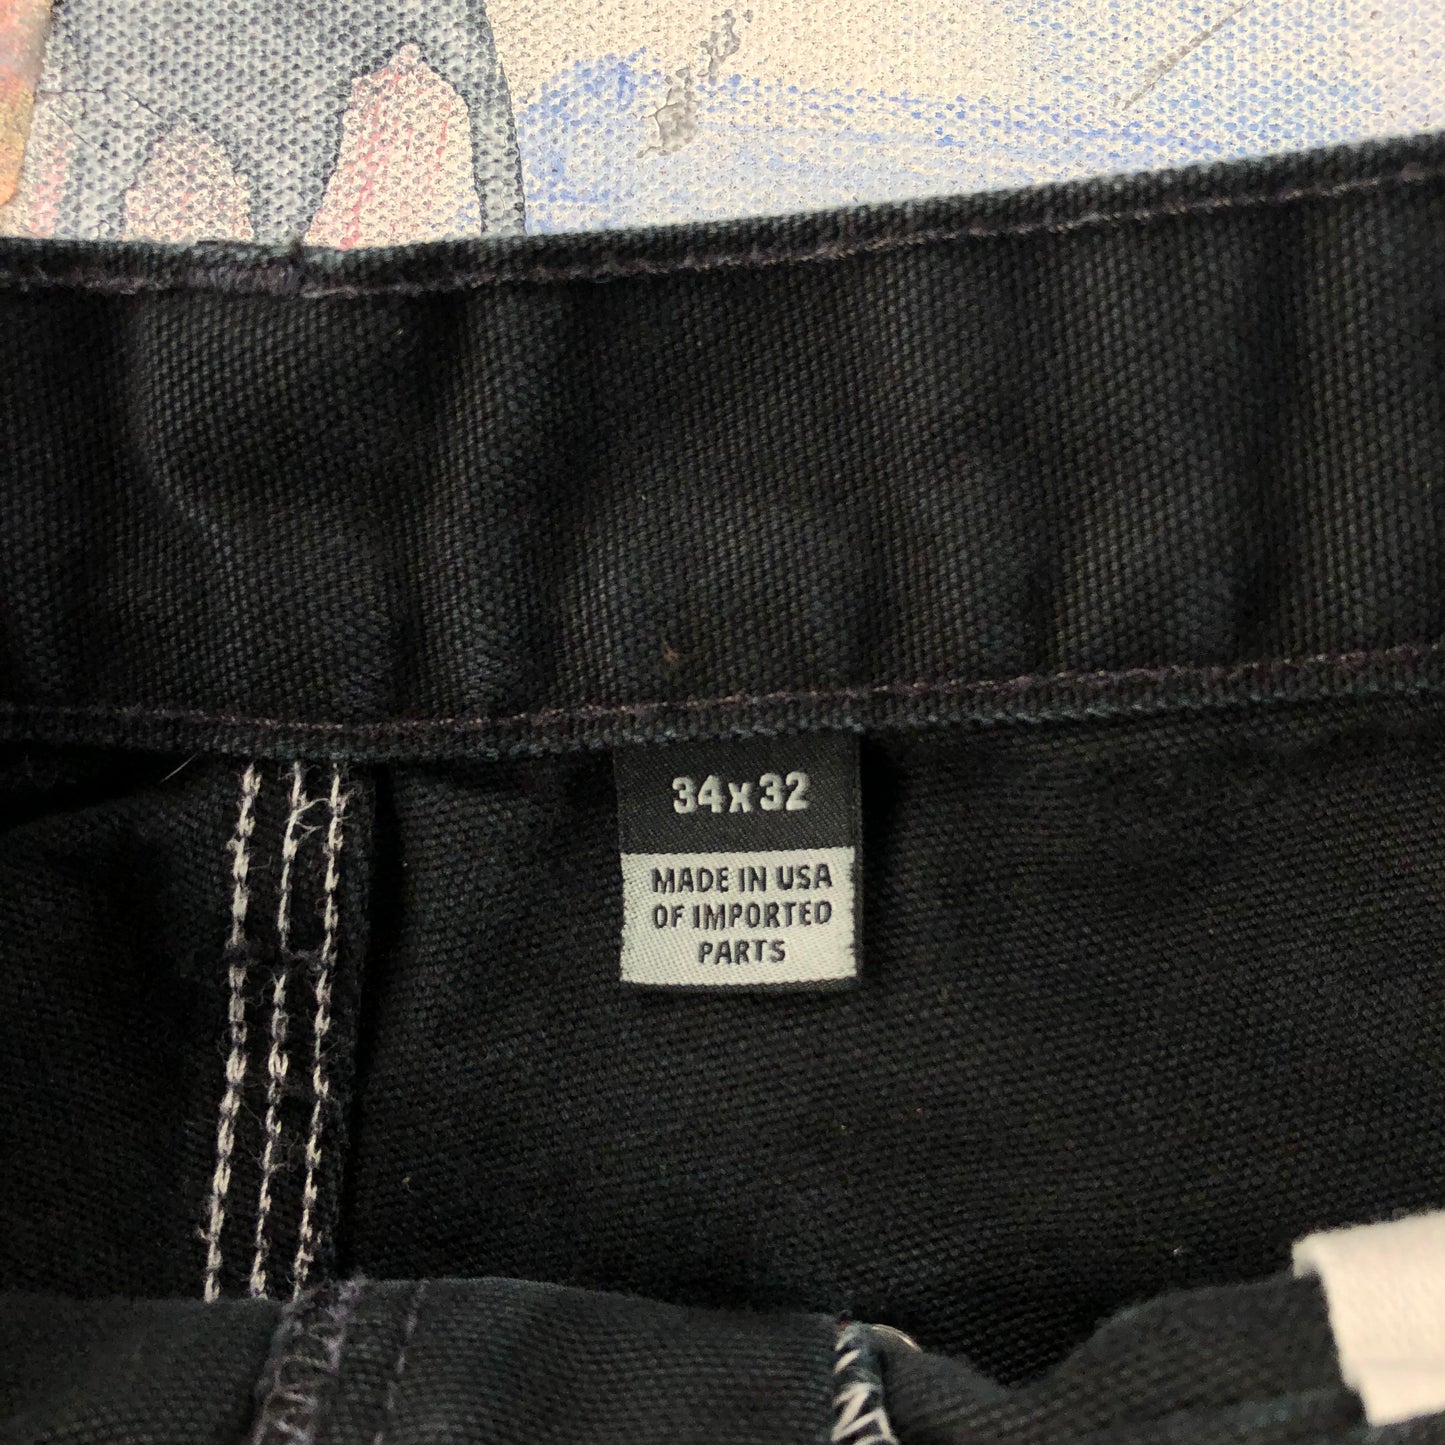 34x32
MADE IN USA
OF IMPORTED
PARTS